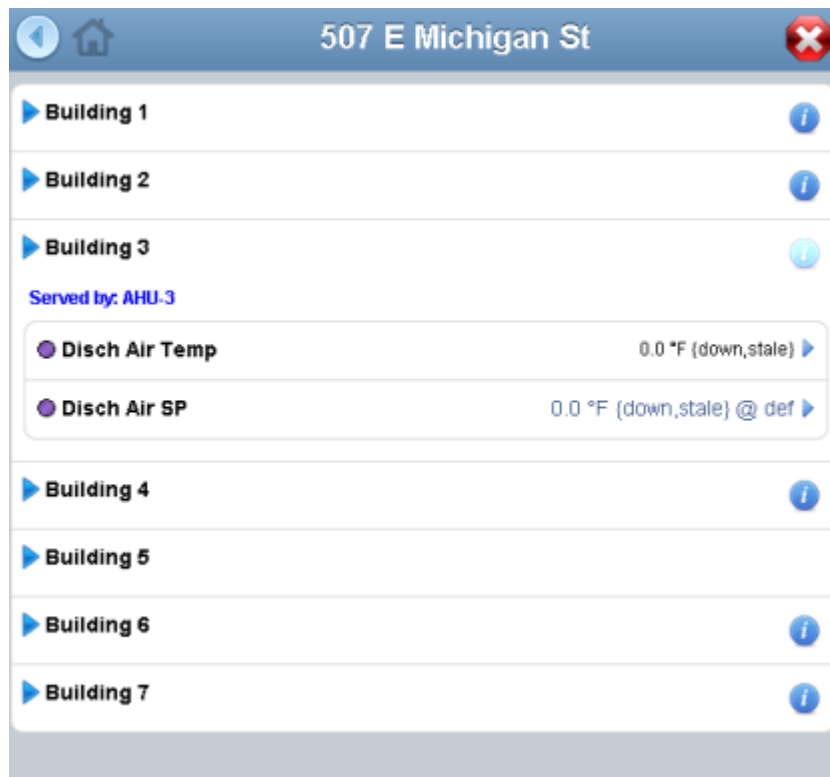 507 E Michigan St
Building 1
Building 2
Building 3
Served by: AHU-3
Disch Air Temp 0.0 °F {down,stale}
Disch Air SP 0.0 °F {down,stale} @ def
Building 4
Building 5
Building 6
Building 7